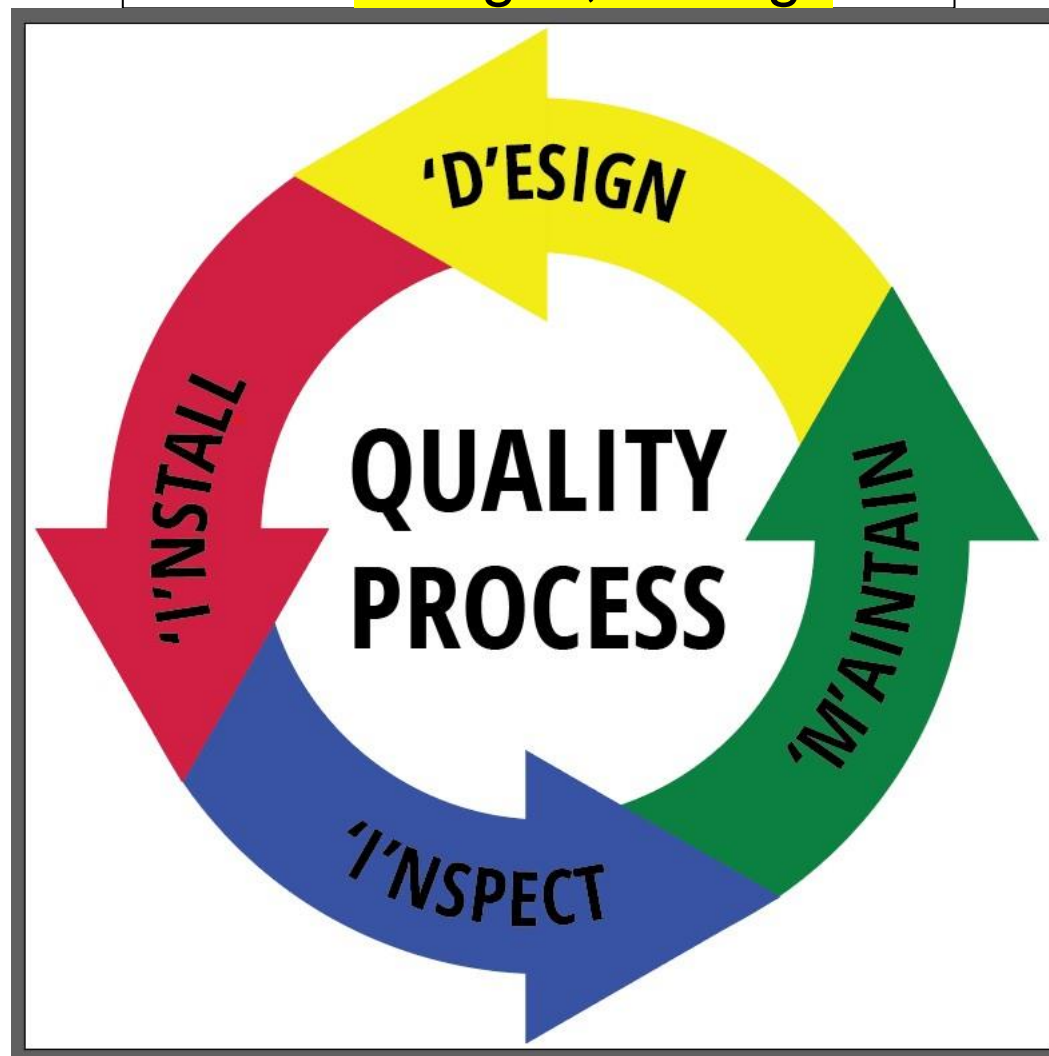 QUALITY
PROCESS
‘D’ESIGN
‘I’NSTALL
‘I’NSPECT
‘M’AINTAIN